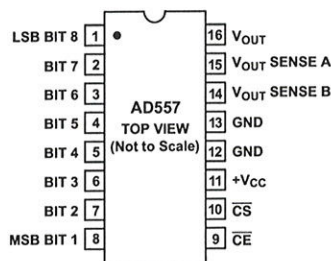 LSB BIT 8 1 16 VOUT
BIT 7 2 15 VOUT SENSE A
BIT 6 3 14 VOUT SENSE B
BIT 5 4 13 GND
BIT 4 5 12 GND
BIT 3 6 11 +VCC
BIT 2 7 10 C̅S̅
MSB BIT 1 8 9 C̅E̅
AD557
TOP VIEW
(Not to Scale)